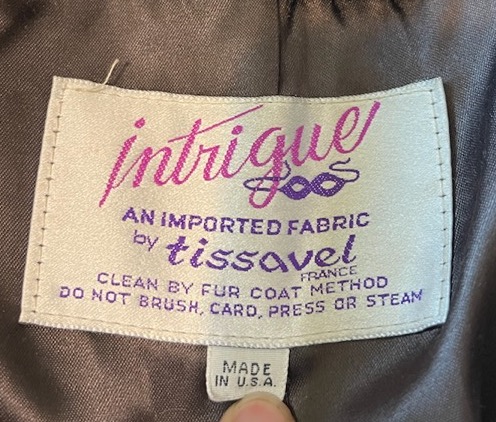 intrigue
AN IMPORTED FABRIC
by tissavel
FRANCE
CLEAN BY FUR COAT METHOD
DO NOT BRUSH, CARD, PRESS OR STEAM
MADE
IN U.S.A.